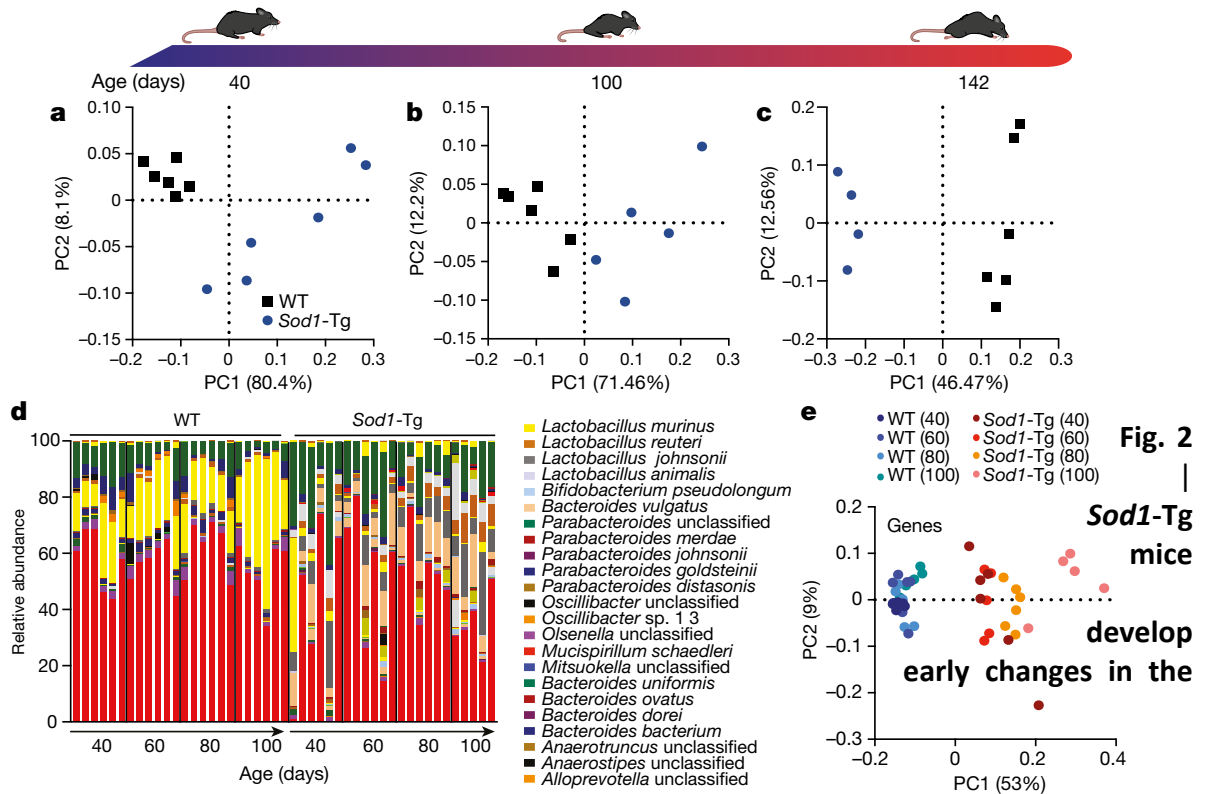 Age (days) 40 100 142
a
0.10
0.05
0
−0.05
−0.10
−0.15
PC2 (8.1%)
WT
Sod1-Tg
−0.2 −0.1 0 0.1 0.2 0.3
PC1 (80.4%)
b
0.15
0.10
0.05
0
−0.05
−0.10
−0.15
PC2 (12.2%)
−0.2 −0.1 0 0.1 0.2 0.3
PC1 (71.46%)
c
0.2
0.1
0
−0.1
−0.2
PC2 (12.56%)
−0.3 −0.2 −0.1 0 0.1 0.2 0.3
PC1 (46.47%)
d
WT Sod1-Tg
100
80
60
40
20
0
Relative abundance
40 60 80 100 40 60 80 100
Age (days)
Lactobacillus murinus
Lactobacillus reuteri
Lactobacillus johnsonii
Lactobacillus animalis
Bifidobacterium pseudolongum
Bacteroides vulgatus
Parabacteroides unclassified
Parabacteroides merdae
Parabacteroides johnsonii
Parabacteroides goldsteinii
Parabacteroides distasonis
Oscillibacter unclassified
Oscillibacter sp. 1 3
Olsenella unclassified
Mucispirillum schaedleri
Mitsuokella unclassified
Bacteroides uniformis
Bacteroides ovatus
Bacteroides dorei
Bacteroides bacterium
Anaerotruncus unclassified
Anaerostipes unclassified
Alloprevotella unclassified
e
WT (40) Sod1-Tg (40)
WT (60) Sod1-Tg (60)
WT (80) Sod1-Tg (80)
WT (100) Sod1-Tg (100)
Genes
0.2
0.1
0
−0.1
−0.2
−0.3
PC2 (9%)
−0.2 0 0.2 0.4
PC1 (53%)
Fig. 2
|
Sod1-Tg
mice
develop
early changes in the